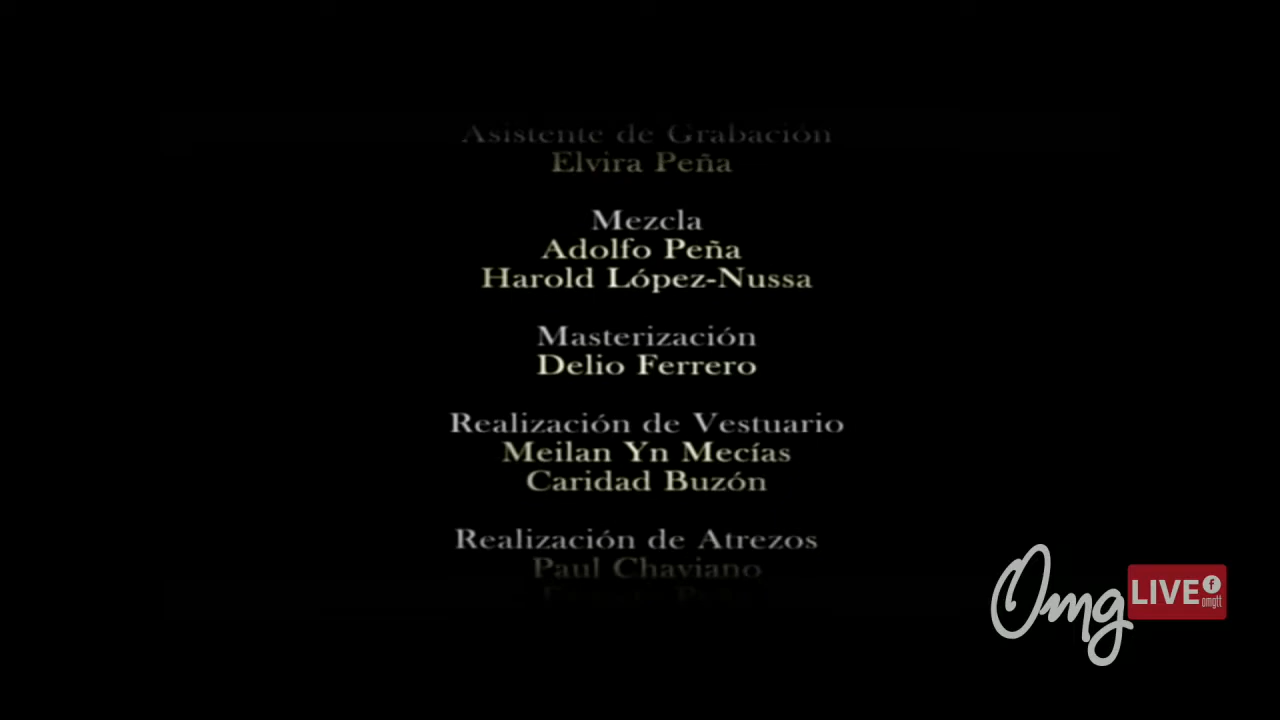 Asistente de Grabación
Elvira Peña
Mezcla
Adolfo Peña
Harold López-Nussa
Masterización
Delio Ferrero
Realización de Vestuario
Meilan Yn Mecías
Caridad Buzón
Realización de Atrezos
Paul Chaviano
Omg LIVE f
omgtt